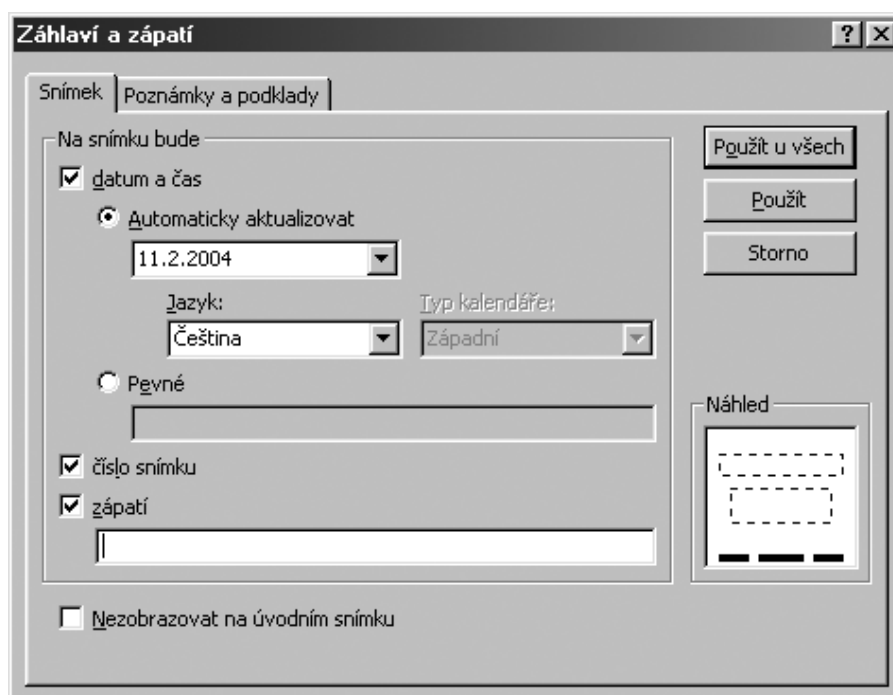 Záhlaví a zápatí
Snímek
Poznámky a podklady
Na snímku bude
datum a čas
Automaticky aktualizovat
11.2.2004
Jazyk:
Typ kalendáře:
Čeština
Západní
Pevné
číslo snímku
zápatí
Nezobrazovat na úvodním snímku
Použít u všech
Použít
Storno
Náhled